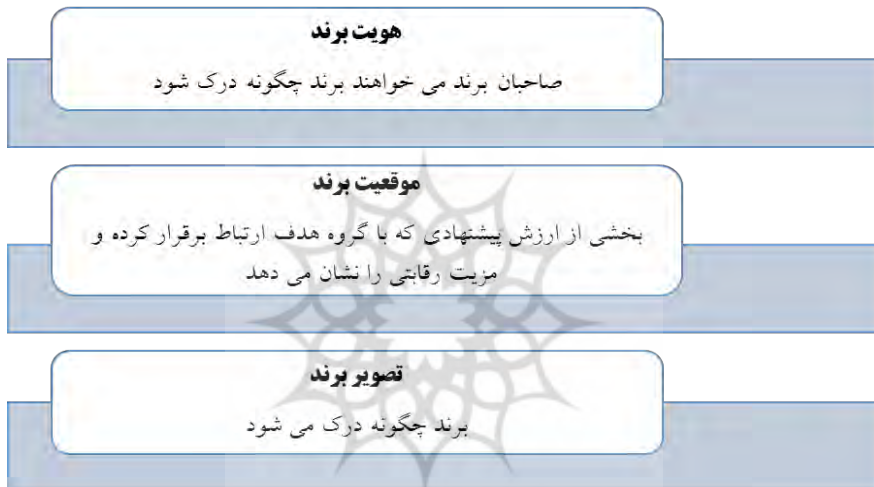 هویت برند
صاحبان برند می خواهند برند چگونه درک شود
موقعیت برند
بخشی از ارزش پیشنهادی که با گروه هدف ارتباط برقرار کرده و
مزیت رقابتی را نشان می دهد
تصویر برند
برند چگونه درک می شود